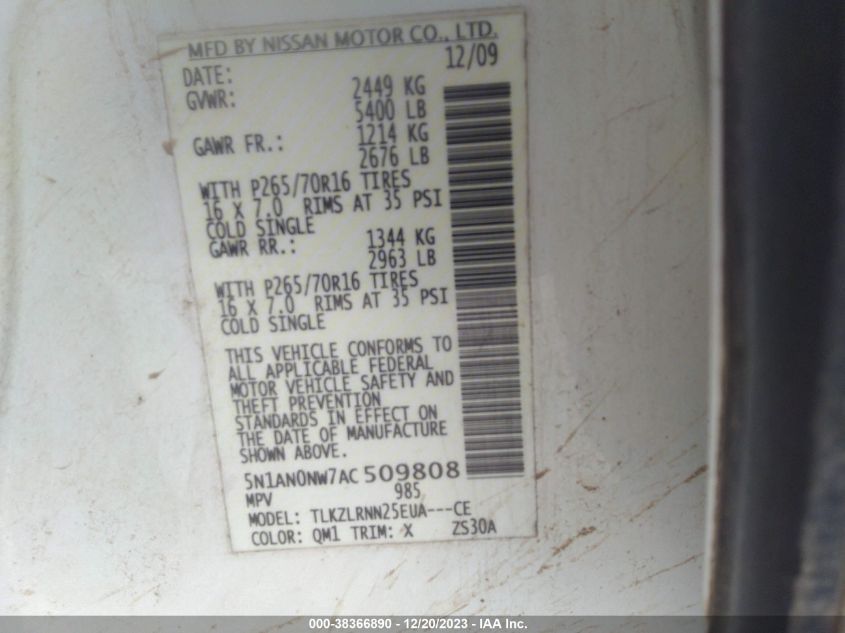 MFD BY NISSAN MOTOR CO., LTD.
DATE: 12/09
GVWR: 2449 KG
5400 LB
GAWR FR.: 1214 KG
2676 LB
WITH P265/70R16 TIRES
16 X 7.0 RIMS AT 35 PSI
COLD SINGLE
GAWR RR.: 1344 KG
2963 LB
WITH P265/70R16 TIRES
16 X 7.0 RIMS AT 35 PSI
COLD SINGLE
THIS VEHICLE CONFORMS TO
ALL APPLICABLE FEDERAL
MOTOR VEHICLE SAFETY AND
THEFT PREVENTION
STANDARDS IN EFFECT ON
THE DATE OF MANUFACTURE
SHOWN ABOVE.
5N1AN0NW7AC509808
MPV 985
MODEL: TLKZLRNN25EUA---CE
COLOR: QM1 TRIM: X ZS30A
000-38366890 - 12/20/2023 - IAA Inc.